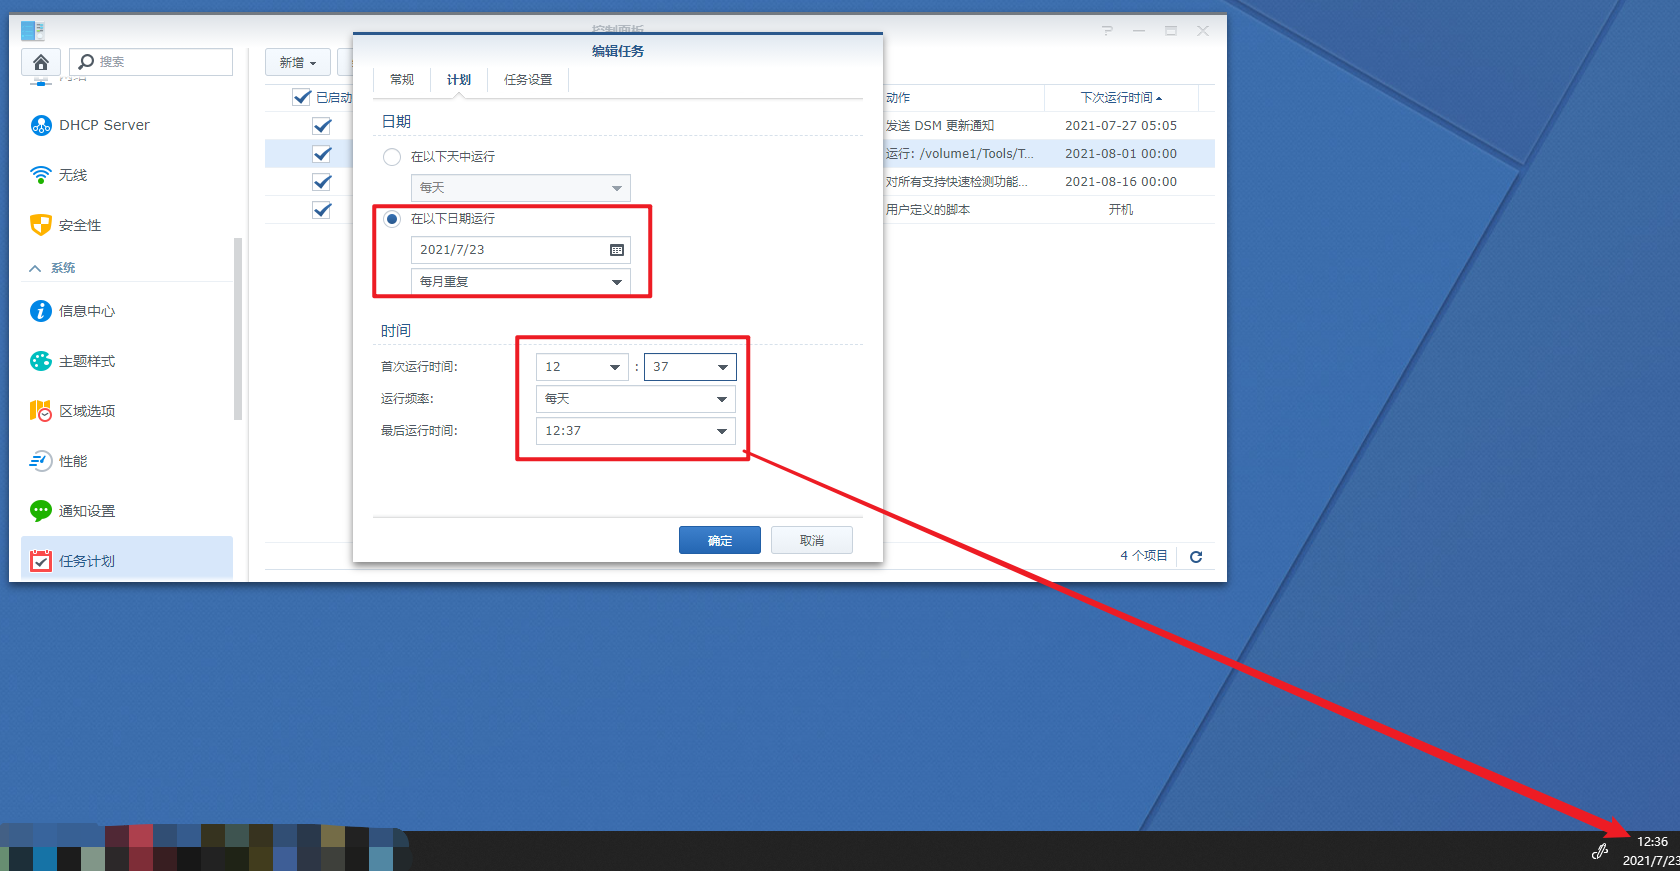 控制面板
搜索
DHCP Server
无线
安全性
系统
信息中心
主题样式
区域选项
性能
通知设置
任务计划
新增
已启动
动作
下次运行时间
发送 DSM 更新通知
2021-07-27 05:05
运行: /volume1/Tools/T...
2021-08-01 00:00
对所有支持快速检测功能...
2021-08-16 00:00
用户定义的脚本
开机
4 个项目
编辑任务
常规
计划
任务设置
日期
在以下天中运行
每天
在以下日期运行
2021/7/23
每月重复
时间
首次运行时间:
12
:
37
运行频率:
每天
最后运行时间:
12:37
确定
取消
12:36
2021/7/23